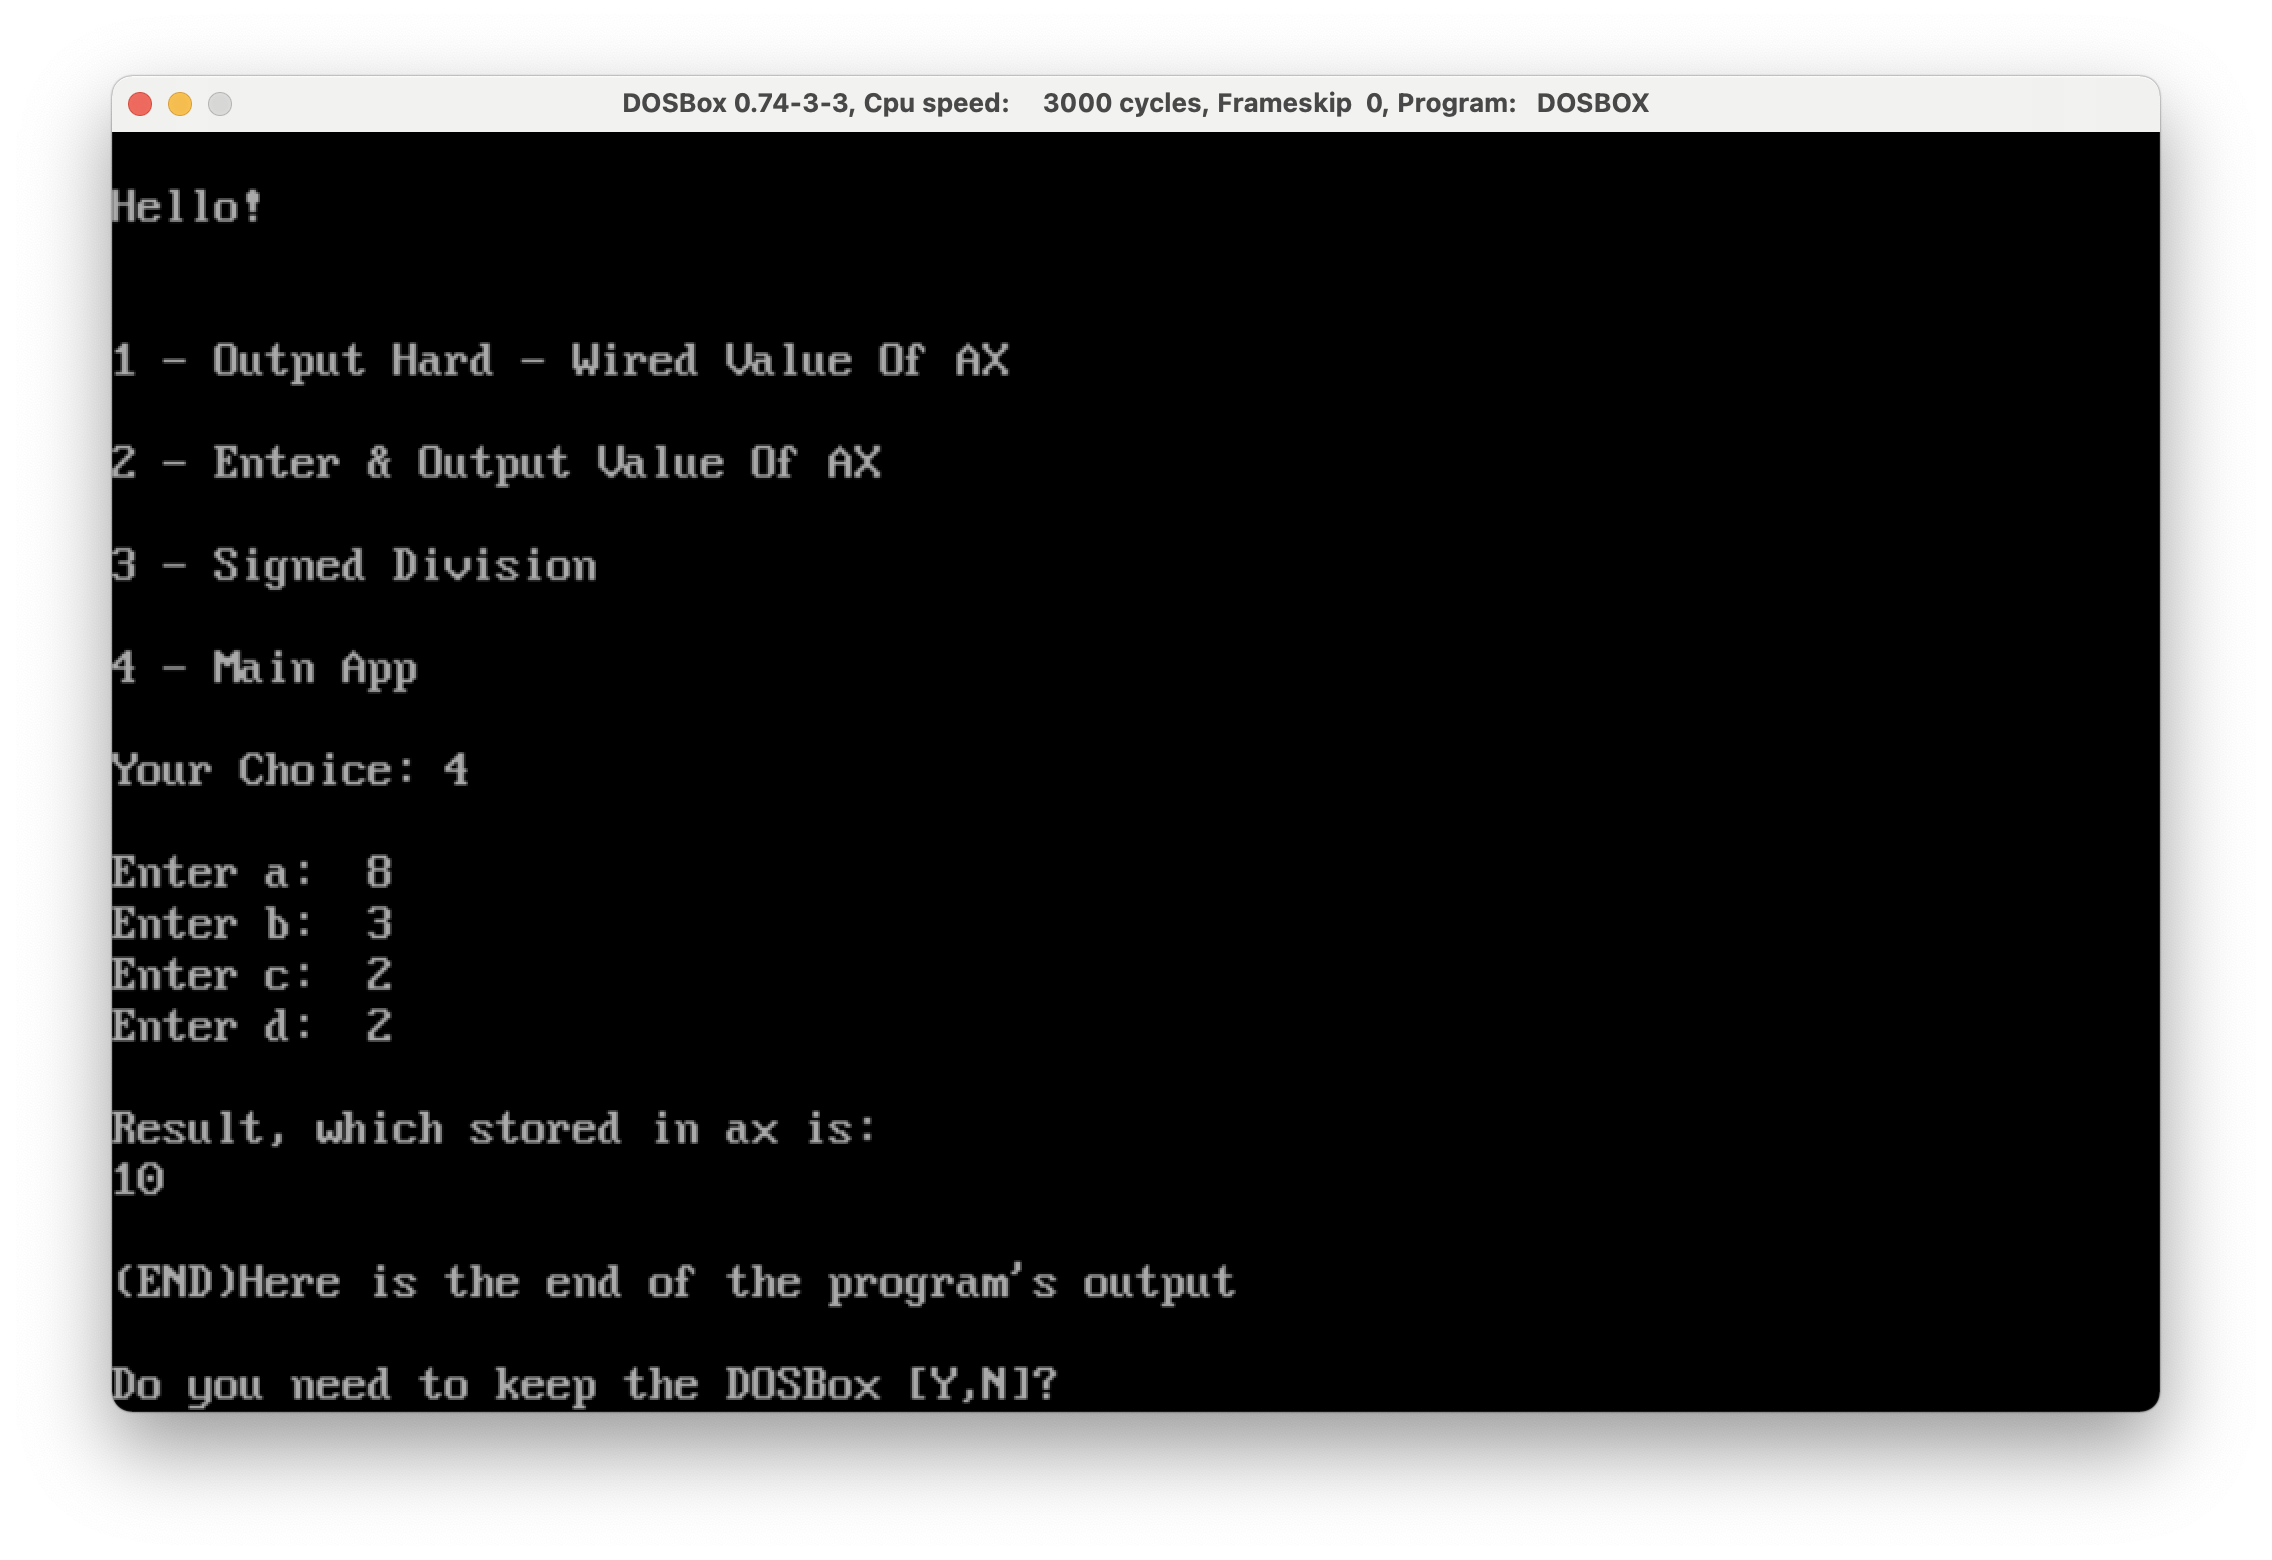 DOSBox 0.74-3-3, Cpu speed: 3000 cycles, Frameskip 0, Program: DOSBOX
Hello!
1 - Output Hard - Wired Value Of AX
2 - Enter & Output Value Of AX
3 - Signed Division
4 - Main App
Your Choice: 4
Enter a:  8
Enter b:  3
Enter c:  2
Enter d:  2
Result, which stored in ax is:
10
(END)Here is the end of the program's output
Do you need to keep the DOSBox [Y,N]?